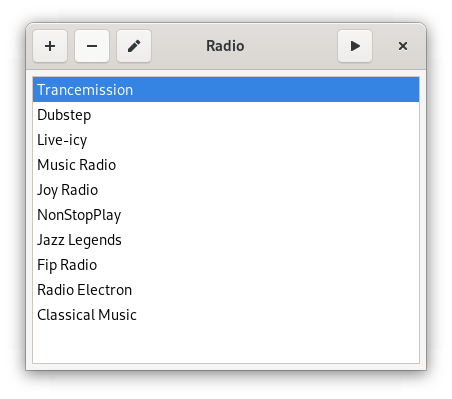 Radio
Trancemission
Dubstep
Live-icy
Music Radio
Joy Radio
NonStopPlay
Jazz Legends
Fip Radio
Radio Electron
Classical Music